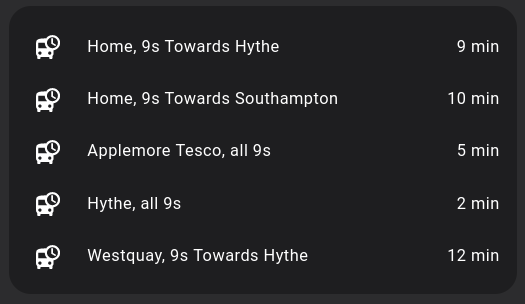 Home, 9s Towards Hythe 9 min
Home, 9s Towards Southampton 10 min
Applemore Tesco, all 9s 5 min
Hythe, all 9s 2 min
Westquay, 9s Towards Hythe 12 min